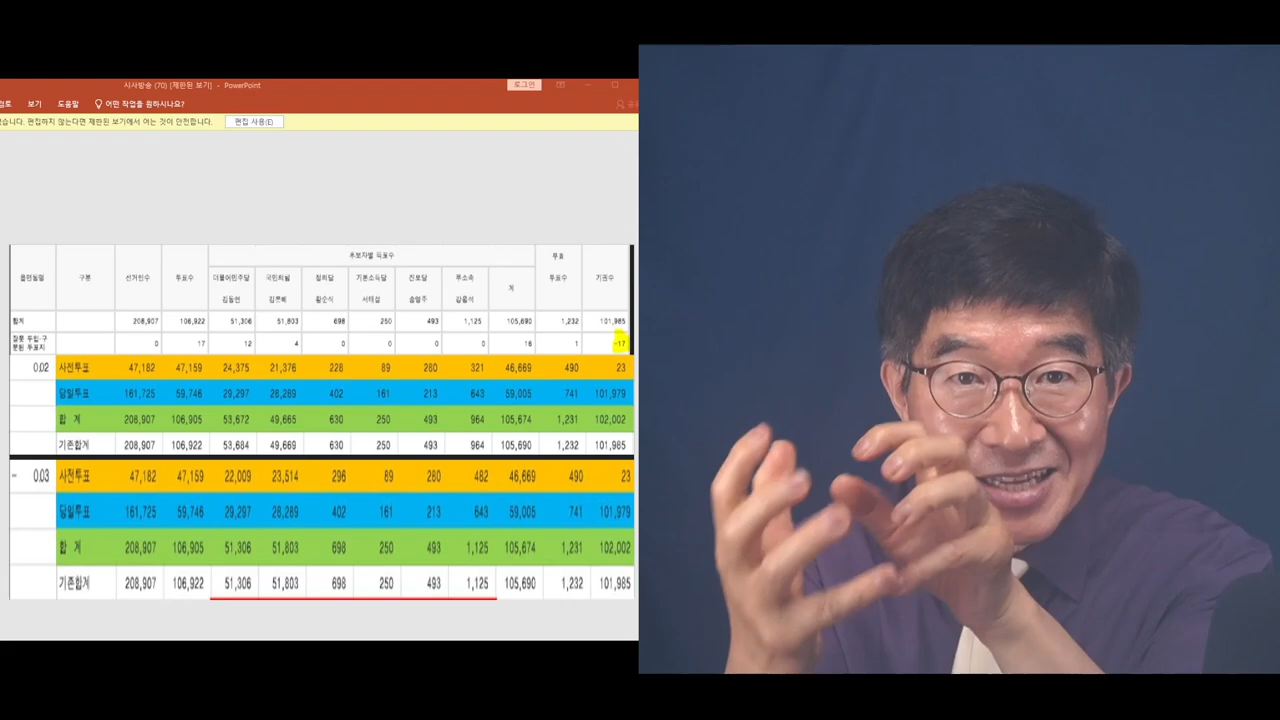 시사방송 (70) [제한된 보기] - PowerPoint 로그인
검토 보기 도움말 어떤 작업을 원하시나요?
편집하지 않는다면 제한된 보기에서 여는 것이 안전합니다. 편집 사용(E)
후보자별 득표수
읍면동명 구분 선거인수 투표수 더불어민주당 국민의힘 정의당 기본소득당 진보당 무소속 계 무효 투표수 기권수
김동연 김은혜 황순식 서태성 송영주 강용석
합계 208,907 106,922 51,306 51,803 698 250 493 1,125 105,690 1,232 101,985
잘못 투입·구분된 투표지 0 17 12 4 0 0 0 0 16 1 -17
0.02 사전투표 47,182 47,159 24,375 21,376 228 89 280 321 46,669 490 23
당일투표 161,725 59,746 29,297 28,289 402 161 213 643 59,005 741 101,979
합 계 208,907 106,905 53,672 49,665 630 250 493 964 105,674 1,231 102,002
기존합계 208,907 106,922 53,684 49,669 630 250 493 964 105,690 1,232 101,985
- 0.03 사전투표 47,182 47,159 22,009 23,514 296 89 280 482 46,669 490 23
당일투표 161,725 59,746 29,297 28,289 402 161 213 643 59,005 741 101,979
합 계 208,907 106,905 51,306 51,803 698 250 493 1,125 105,674 1,231 102,002
기존합계 208,907 106,922 51,306 51,803 698 250 493 1,125 105,690 1,232 101,985